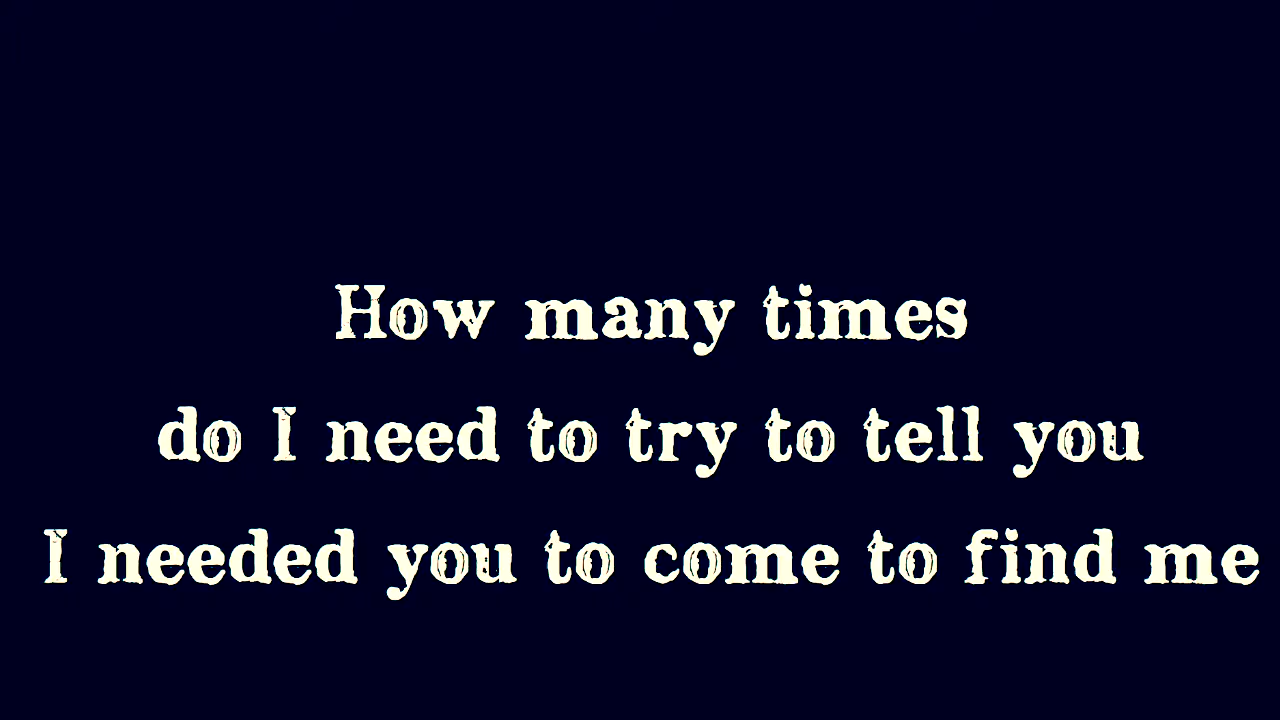 How many times
do I need to try to tell you
I needed you to come to find me